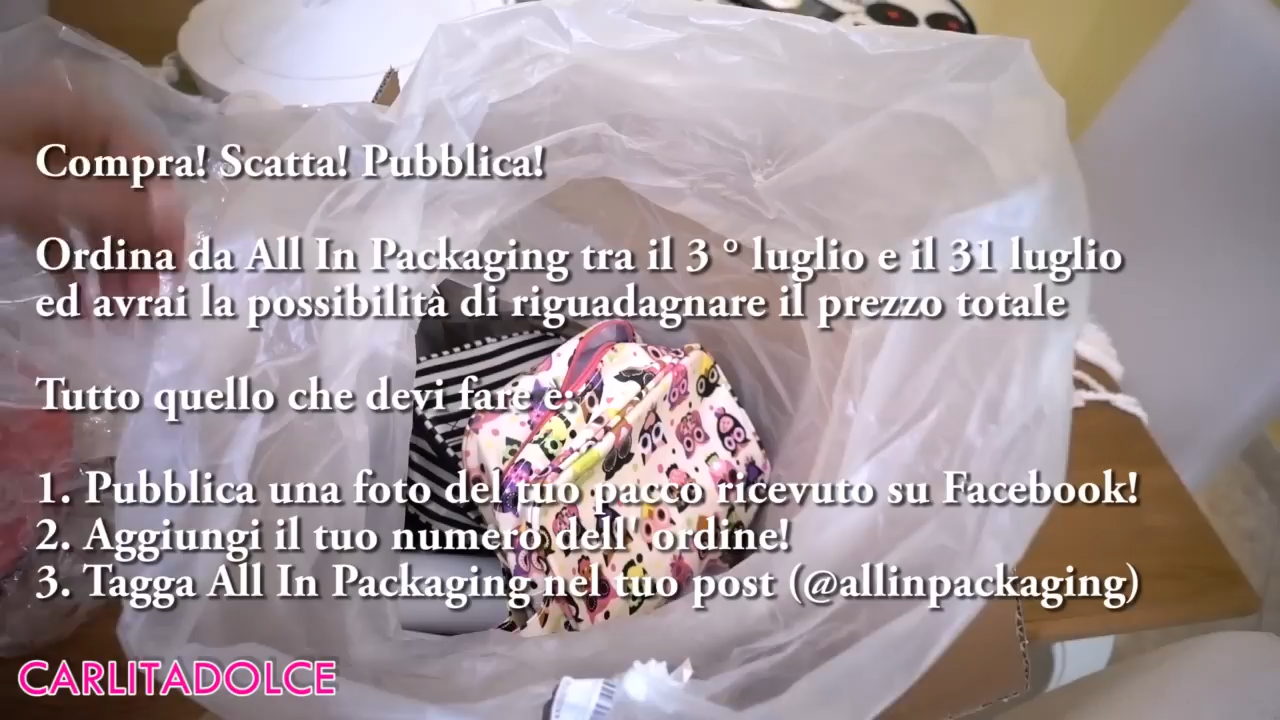 Compra! Scatta! Pubblica!
Ordina da All In Packaging tra il 3 ° luglio e il 31 luglio
ed avrai la possibilità di riguadagnare il prezzo totale
Tutto quello che devi fare è:
1. Pubblica una foto del tuo pacco ricevuto su Facebook!
2. Aggiungi il tuo numero dell' ordine!
3. Tagga All In Packaging nel tuo post (@allinpackaging)
CARLITADOLCE